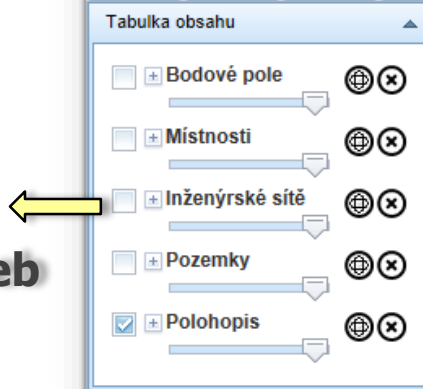 Tabulka obsahu
Bodové pole
Místnosti
Inženýrské sítě
eb
Pozemky
Polohopis